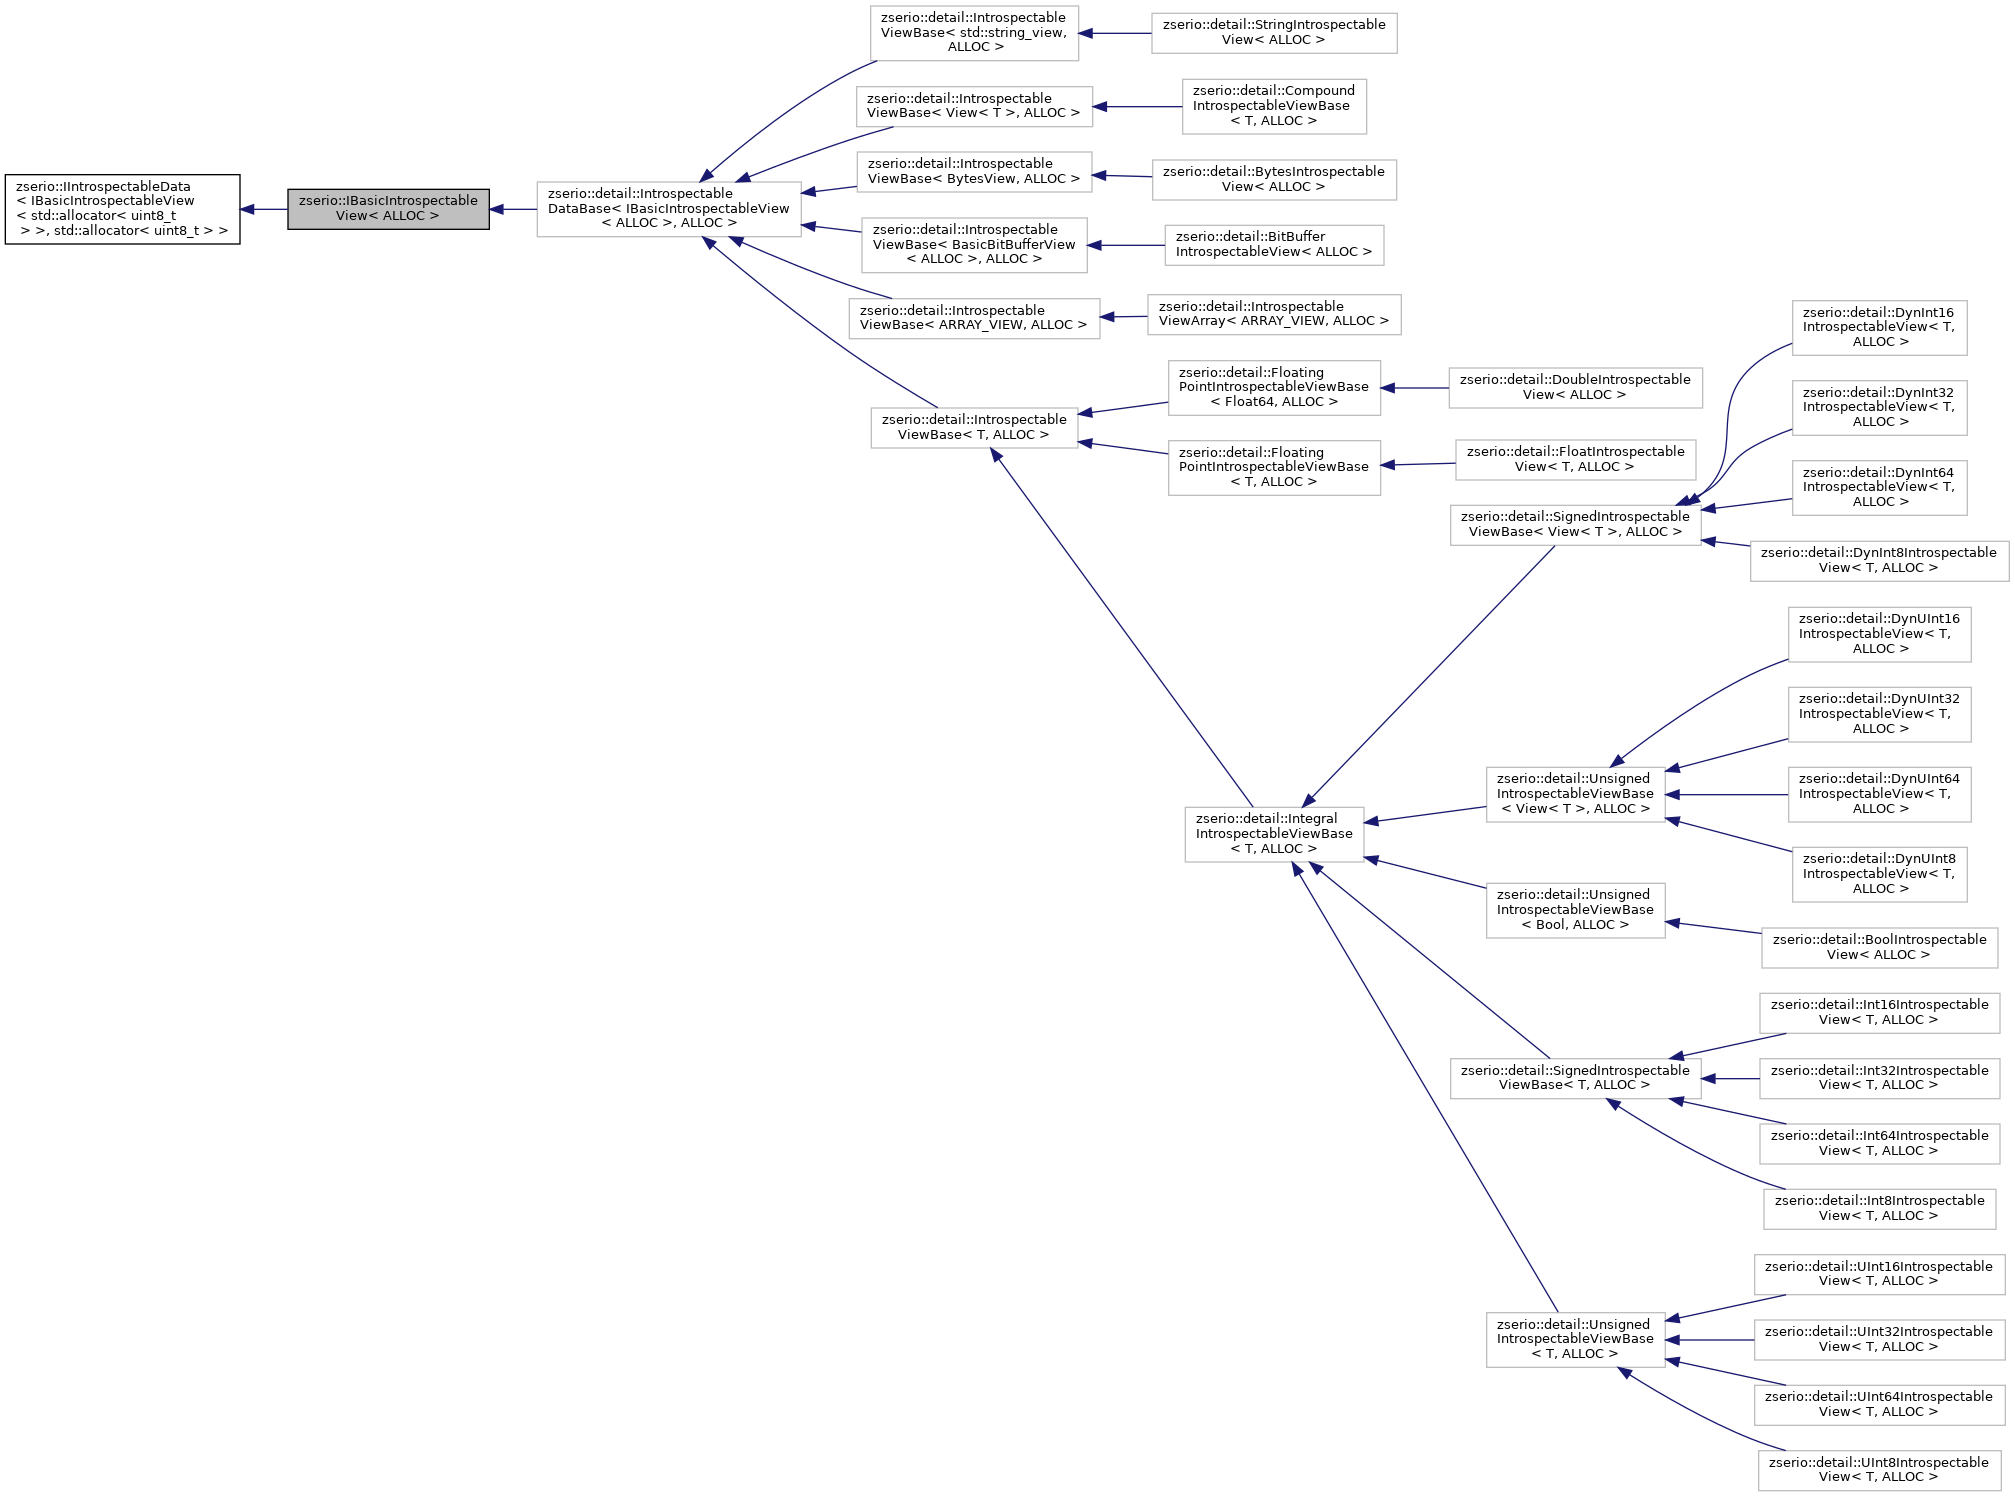 zserio::IIntrospectableData
< IBasicIntrospectableView
< std::allocator< uint8_t
> >, std::allocator< uint8_t > >
zserio::IBasicIntrospectable
View< ALLOC >
zserio::detail::Introspectable
DataBase< IBasicIntrospectableView
< ALLOC >, ALLOC >
zserio::detail::Introspectable
ViewBase< std::string_view,
ALLOC >
zserio::detail::StringIntrospectable
View< ALLOC >
zserio::detail::Introspectable
ViewBase< View< T >, ALLOC >
zserio::detail::Compound
IntrospectableViewBase
< T, ALLOC >
zserio::detail::Introspectable
ViewBase< BytesView, ALLOC >
zserio::detail::BytesIntrospectable
View< ALLOC >
zserio::detail::Introspectable
ViewBase< BasicBitBufferView
< ALLOC >, ALLOC >
zserio::detail::BitBuffer
IntrospectableView< ALLOC >
zserio::detail::Introspectable
ViewBase< ARRAY_VIEW, ALLOC >
zserio::detail::Introspectable
ViewArray< ARRAY_VIEW, ALLOC >
zserio::detail::Introspectable
ViewBase< T, ALLOC >
zserio::detail::Floating
PointIntrospectableViewBase
< Float64, ALLOC >
zserio::detail::DoubleIntrospectable
View< ALLOC >
zserio::detail::Floating
PointIntrospectableViewBase
< T, ALLOC >
zserio::detail::FloatIntrospectable
View< T, ALLOC >
zserio::detail::Integral
IntrospectableViewBase
< T, ALLOC >
zserio::detail::SignedIntrospectable
ViewBase< View< T >, ALLOC >
zserio::detail::DynInt16
IntrospectableView< T,
ALLOC >
zserio::detail::DynInt32
IntrospectableView< T,
ALLOC >
zserio::detail::DynInt64
IntrospectableView< T,
ALLOC >
zserio::detail::DynInt8Introspectable
View< T, ALLOC >
zserio::detail::Unsigned
IntrospectableViewBase
< View< T >, ALLOC >
zserio::detail::DynUInt16
IntrospectableView< T,
ALLOC >
zserio::detail::DynUInt32
IntrospectableView< T,
ALLOC >
zserio::detail::DynUInt64
IntrospectableView< T,
ALLOC >
zserio::detail::DynUInt8
IntrospectableView< T,
ALLOC >
zserio::detail::Unsigned
IntrospectableViewBase
< Bool, ALLOC >
zserio::detail::BoolIntrospectable
View< ALLOC >
zserio::detail::SignedIntrospectable
ViewBase< T, ALLOC >
zserio::detail::Int16Introspectable
View< T, ALLOC >
zserio::detail::Int32Introspectable
View< T, ALLOC >
zserio::detail::Int64Introspectable
View< T, ALLOC >
zserio::detail::Int8Introspectable
View< T, ALLOC >
zserio::detail::Unsigned
IntrospectableViewBase
< T, ALLOC >
zserio::detail::UInt16Introspectable
View< T, ALLOC >
zserio::detail::UInt32Introspectable
View< T, ALLOC >
zserio::detail::UInt64Introspectable
View< T, ALLOC >
zserio::detail::UInt8Introspectable
View< T, ALLOC >